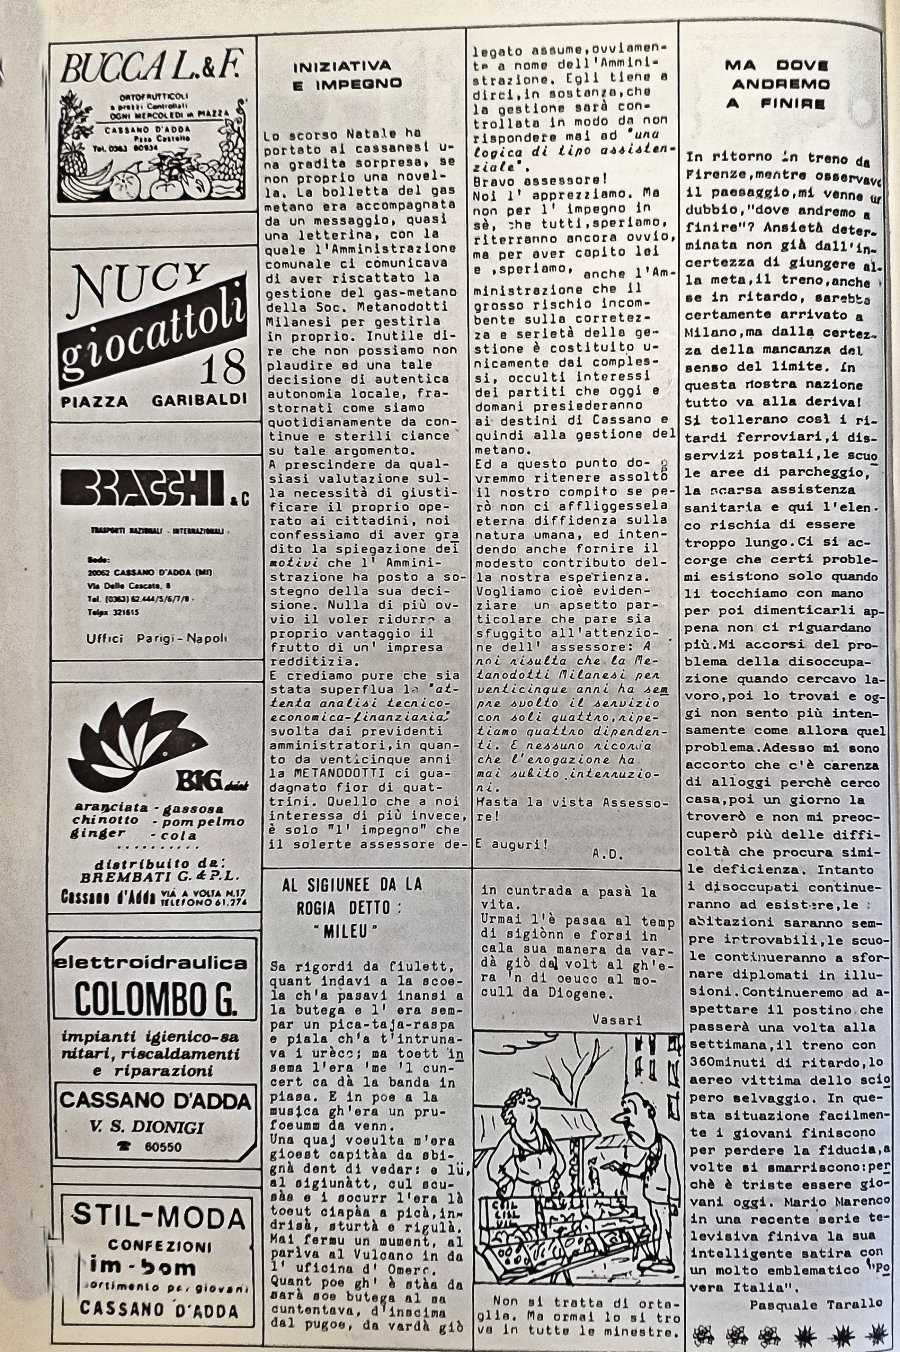 BUCCA L. & F.
ORTOFRUTTICOLI
a prezzi Controllati
OGNI MERCOLEDI in PIAZZA
CASSANO D'ADDA
P.zza Castello
Tel. 0363 60934
NUCY
giocattoli
18
PIAZZA GARIBALDI
BRACCHI & C
TRASPORTI NAZIONALI - INTERNAZIONALI -
Sede:
20062 CASSANO D'ADDA (MI)
Via Delle Cascate, 8
Tel. (0363) 62.444/5/6/7/8 -
Telex 321615
Uffici Parigi-Napoli
BIG drink
aranciata - gassosa
chinotto - pompelmo
ginger - cola
distribuito da:
BREMBATI G. & P.L.
Cassano d'Adda VIA A VOLTA N.17
TELEFONO 61.274
elettroidraulica
COLOMBO G.
impianti igienico-sa
nitari, riscaldamenti
e riparazioni
CASSANO D'ADDA
V. S. DIONIGI
☎ 60550
STIL-MODA
CONFEZIONI
im-bom
sortimento per giovani
CASSANO D'ADDA
INIZIATIVA
E IMPEGNO
Lo scorso Natale ha
portato ai cassanesi u-
na gradita sorpresa, se
non proprio una novel-
la. La bolletta del gas
metano era accompagnata
da un messaggio, quasi
una letterina, con la
quale l'Amministrazione
comunale ci comunicava
di aver riscattato la
gestione del gas-metano
della Soc. Metanodotti
Milanesi per gestirla
in proprio. Inutile di-
re che non possiamo non
plaudire ad una tale
decisione di autentica
autonomia locale, fra-
stornati come siamo
quotidianamente da con-
tinue e sterili ciance
su tale argomento.
A prescindere da qual-
siasi valutazione sul-
la necessità di giusti-
ficare il proprio ope-
rato ai cittadini, noi
confessiamo di aver gra
dito la spiegazione dei
motivi che l' Ammini-
strazione ha posto a so-
stegno della sua deci-
sione. Nulla di più ov-
vio il voler ridurre a
proprio vantaggio il
frutto di un' impresa
redditizia.
E crediamo pure che sia
stata superflua la "at-
tenta analisi tecnico-
economica-finanziaria"
svolta dai previdenti
amministratori,in quan-
to da venticinque anni
la METANODOTTI ci gua-
dagnato fior di quat-
trini. Quello che a noi
interessa di più invece,
è solo "l' impegno" che
il solerte assessore de-
legato assume,ovviamen-
te a nome dell'Ammini-
strazione. Egli tiene a
dirci,in sostanza,che
la gestione sarà con-
trollata in modo da non
rispondere mai ad "una
logica di tipo assisten-
ziale".
Bravo assessore!
Noi l' apprezziamo. Ma
non per l' impegno in
sè, che tutti,speriamo,
riterranno ancora ovvio,
ma per aver capito lei
e ,speriamo, anche l'Am-
ministrazione che il
grosso rischio incom-
bente sulla corretez-
za e serietà della ge-
stione è costituito u-
nicamente dai comples-
si, occulti interessi
dei partiti che oggi e
domani presiederanno
ai destini di Cassano e
quindi alla gestione del
metano.
Ed a questo punto do-
vremmo ritenere assolto
il nostro compito se pe-
rò non ci affliggessela
eterna diffidenza sulla
natura umana, ed inten-
dendo anche fornire il
modesto contributo del-
la nostra esperienza.
Vogliamo cioè eviden-
ziare un apsetto par-
ticolare che pare sia
sfuggito all'attenzio-
ne dell' assessore: A
noi risulta che la Me-
tanodotti Milanesi per
venticinque anni ha sem
pre svolto il servizio
con soli quattro,ripe-
tiamo quattro dipenden-
ti. E nessuno ricorda
che l'erogazione ha
mai subito interruzio-
ni.
Hasta la vista Assesso-
re!
E auguri!
A.D.
AL SIGIUNEE DA LA
ROGIA DETTO :
"MILEU"
Sa rigordi da fiulett,
quant indavi a la scoe-
la ch'a pasavi inansi a
la butega e l' era sem-
par un pica-taja-raspa
e piala ch'a t'intruna-
va i urècc; ma toett in
sema l'era 'me 'l cun-
cert ca dà la banda in
piasa. E in poe a la
musica gh'era un pru-
foeumm da venn.
Una quaj voeulta m'era
gioest capitàa da sbi-
gnà dent di vedar: e lü,
al sigiunàtt, cul scu-
sàa e i socurr l'era là
toeut ciapàa a picà,in-
drisà, sturtà e rigulà.
Mai fermu un mument, al
pariva al Vulcano in da
l' uficina d' Omero.
Quant poe gh' è stàa da
sarà soe butega al sa
cuntentava, d'inscima
dal pugoe, da vardà giò
in cuntrada a pasà la
vita.
Urmai l'è pasaa al temp
di sigiònn e forsi in
cala sua manera da var-
dà giò dal volt al gh'e-
ra 'n di oeucc al mo-
cull da Diogene.
Vasari
Non si tratta di orta-
glia. Ma ormai lo si tro
va in tutte le minestre.
MA DOVE
ANDREMO
A FINIRE
In ritorno in treno da
Firenze,mentre osservavo
il paesaggio,mi venne un
dubbio,"dove andremo a
finire"? Ansietà deter-
minata non già dall'in-
certezza di giungere al-
la meta,il treno,anche
se in ritardo, sarebbe
certamente arrivato a
Milano,ma dalla certez-
za della mancanza del
senso del limite. In
questa nostra nazione
tutto va alla deriva!
Si tollerano così i ri-
tardi ferroviari,i dis-
servizi postali,le scuo
le aree di parcheggio,
la scarsa assistenza
sanitaria e qui l'elen-
co rischia di essere
troppo lungo.Ci si ac-
corge che certi proble-
mi esistono solo quando
li tocchiamo con mano
per poi dimenticarli ap-
pena non ci riguardano
più.Mi accorsi del pro-
blema della disoccupa-
zione quando cercavo la-
voro,poi lo trovai e og-
gi non sento più inten-
samente come allora quel
problema.Adesso mi sono
accorto che c'è carenza
di alloggi perchè cerco
casa,poi un giorno la
troverò e non mi preoc-
cuperò più delle diffi-
coltà che procura simi-
le deficienza. Intanto
i disoccupati continue-
ranno ad esistere,le
abitazioni saranno sem-
pre irtrovabili,le scuo-
le continueranno a sfor-
nare diplomati in illu-
sioni.Continueremo ad a-
spettare il postino che
passerà una volta alla
settimana,il treno con
360minuti di ritardo,lo
aereo vittima dello scio
pero selvaggio. In que-
sta situazione facilmen-
te i giovani finiscono
per perdere la fiducia,a
volte si smarriscono:per
chè è triste essere gio-
vani oggi. Mario Marenco
in una recente serie te-
levisiva finiva la sua
intelligente satira con
un molto emblematico "po
vera Italia".
Pasquale Tarallo